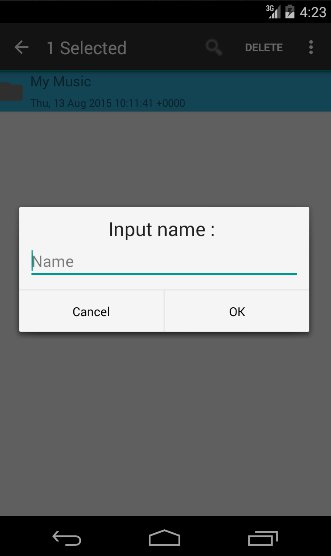 3G 4:23
1 Selected DELETE
My Music
Thu, 13 Aug 2015 10:11:41 +0000
Input name :
Name
Cancel OK